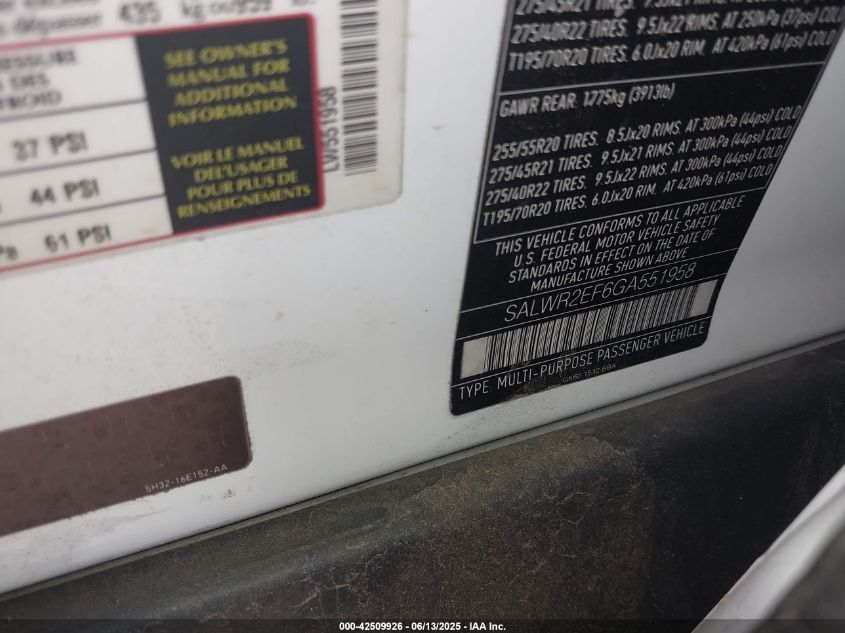 435 kg ou/959
37 PSI
44 PSI
61 PSI
SEE OWNER'S
MANUAL FOR
ADDITIONAL
INFORMATION
VOIR LE MANUEL
DEL'USAGER
POUR PLUS DE
RENSEIGNEMENTS
LW551958
275/40R22 TIRES. 9.5Jx22 RIMS. AT 250kPa (37psi) COLD
T195/70R20 TIRES. 6.0Jx20 RIM. AT 420kPa (61psi) COLD
GAWR REAR: 1,775kg (3913lb)
255/55R20 TIRES. 8.5Jx20 RIMS. AT 300kPa (44psi) COLD
275/45R21 TIRES. 9.5Jx21 RIMS. AT 300kPa (44psi) COLD
275/40R22 TIRES. 9.5Jx22 RIMS. AT 300kPa (44psi) COLD
T195/70R20 TIRES. 6.0Jx20 RIM. AT 420kPa (61psi) COLD
THIS VEHICLE CONFORMS TO ALL APPLICABLE
U.S. FEDERAL MOTOR VEHICLE SAFETY
STANDARDS IN EFFECT ON THE DATE OF
MANUFACTURE SHOWN ABOVE
SALWR2EF6GA551958
TYPE: MULTI-PURPOSE PASSENGER VEHICLE
5H32-16E152-AA
000-42509926 - 06/13/2025 - IAA Inc.